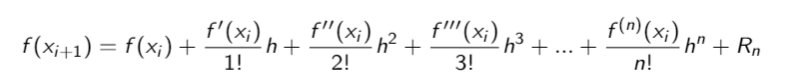 f(x_{i+1}) = f(x_i) + \frac{f'(x_i)}{1!} h + \frac{f''(x_i)}{2!} h^2 + \frac{f'''(x_i)}{3!} h^3 + ... + \frac{f^{(n)}(x_i)}{n!} h^n + R_n